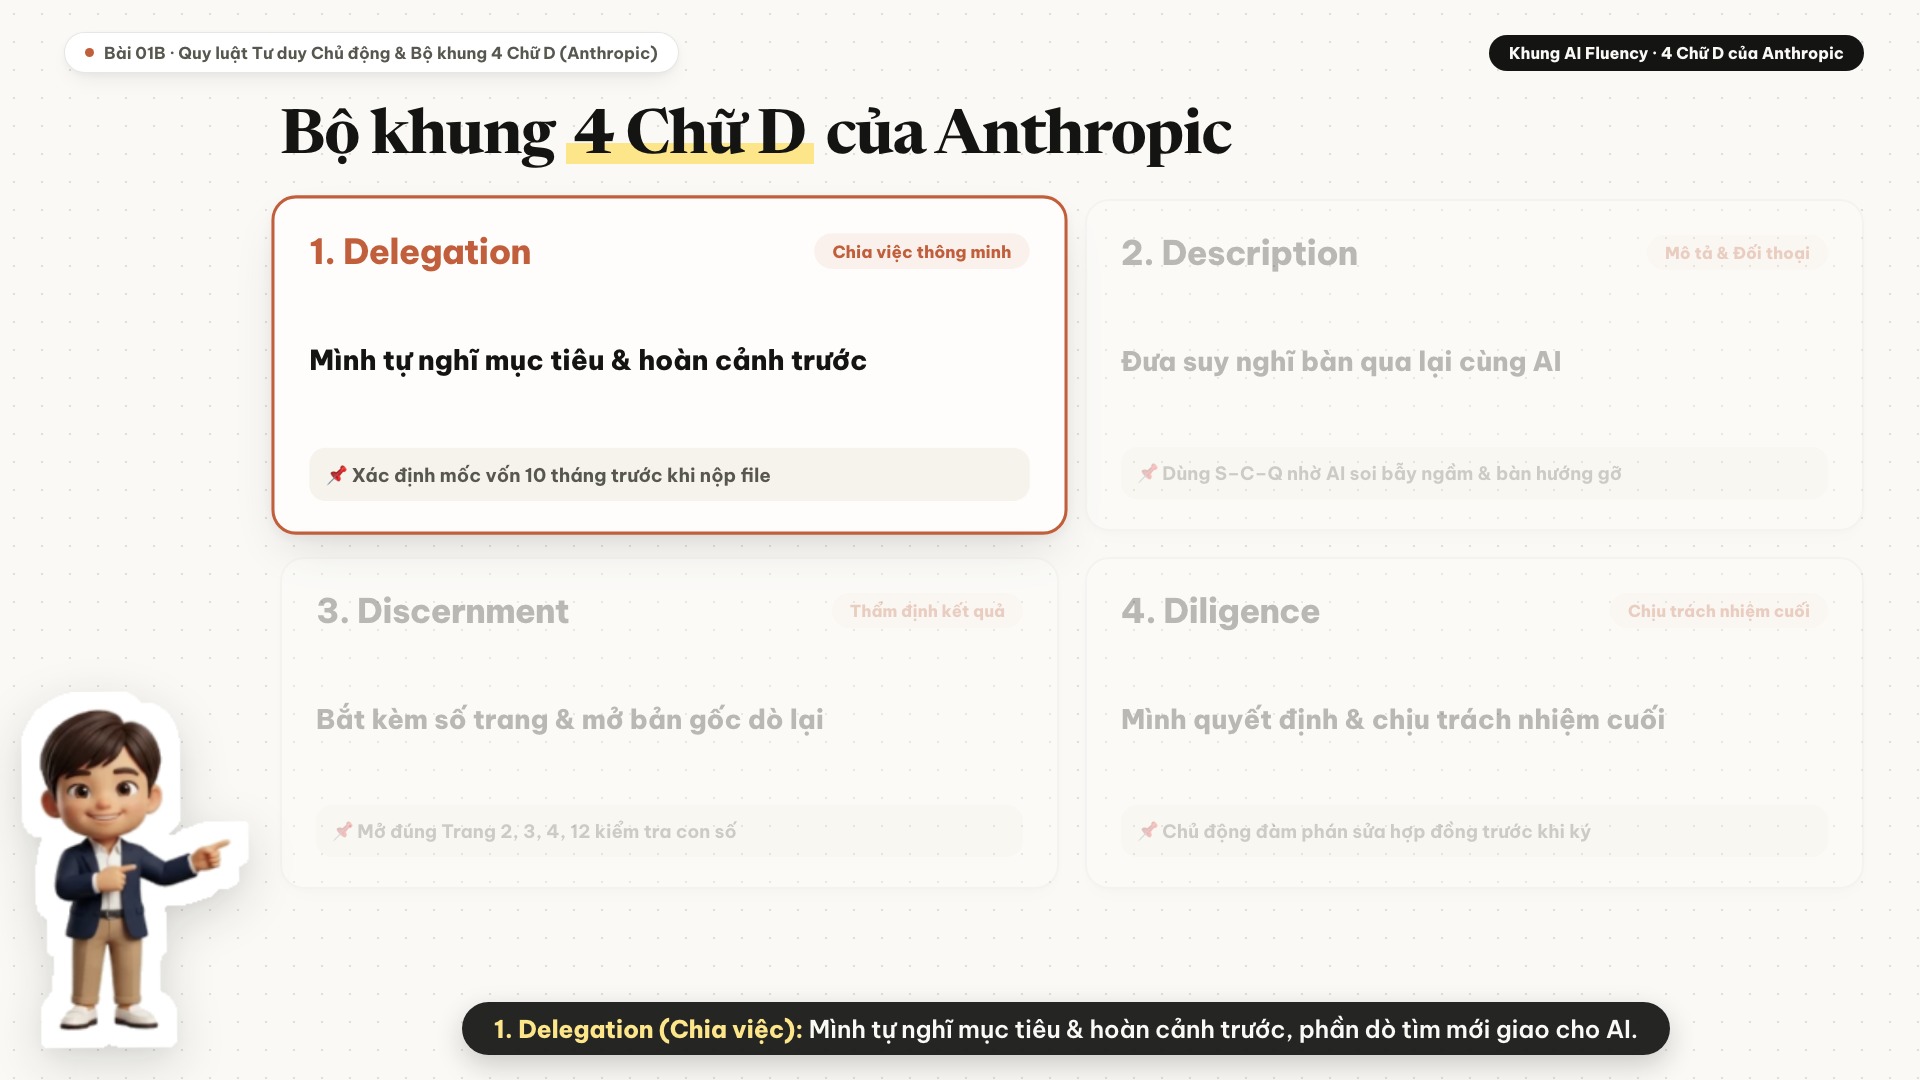 Bài 01B · Quy luật Tư duy Chủ động & Bộ khung 4 Chữ D (Anthropic)
Khung AI Fluency · 4 Chữ D của Anthropic
Bộ khung 4 Chữ D của Anthropic
1. Delegation
Chia việc thông minh
Mình tự nghĩ mục tiêu & hoàn cảnh trước
📌 Xác định mốc vốn 10 tháng trước khi nộp file
2. Description
Mô tả & Đối thoại
Đưa suy nghĩ bàn qua lại cùng AI
📌 Dùng S–C–Q nhờ AI soi bẫy ngầm & bàn hướng gỡ
3. Discernment
Thẩm định kết quả
Bắt kèm số trang & mở bản gốc dò lại
📌 Mở đúng Trang 2, 3, 4, 12 kiểm tra con số
4. Diligence
Chịu trách nhiệm cuối
Mình quyết định & chịu trách nhiệm cuối
📌 Chủ động đàm phán sửa hợp đồng trước khi ký
1. Delegation (Chia việc): Mình tự nghĩ mục tiêu & hoàn cảnh trước, phần dò tìm mới giao cho AI.